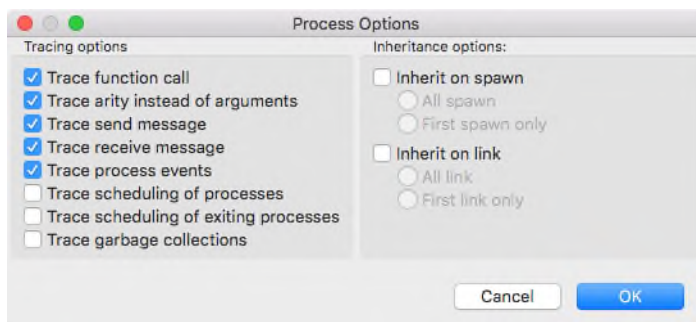 Process Options
Tracing options
Trace function call
Trace arity instead of arguments
Trace send message
Trace receive message
Trace process events
Trace scheduling of processes
Trace scheduling of exiting processes
Trace garbage collections
Inheritance options:
Inherit on spawn
All spawn
First spawn only
Inherit on link
All link
First link only
Cancel
OK